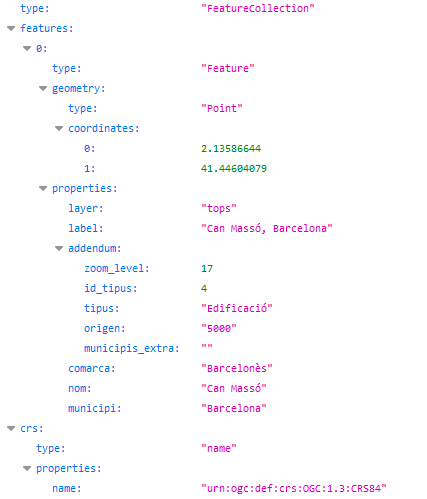 type: "FeatureCollection"
features:
0:
type: "Feature"
geometry:
type: "Point"
coordinates:
0: 2.13586644
1: 41.44604079
properties:
layer: "tops"
label: "Can Massó, Barcelona"
addendum:
zoom_level: 17
id_tipus: 4
tipus: "Edificació"
origen: "5000"
municipis_extra: ""
comarca: "Barcelonès"
nom: "Can Massó"
municipi: "Barcelona"
crs:
type: "name"
properties:
name: "urn:ogc:def:crs:OGC:1.3:CRS84"